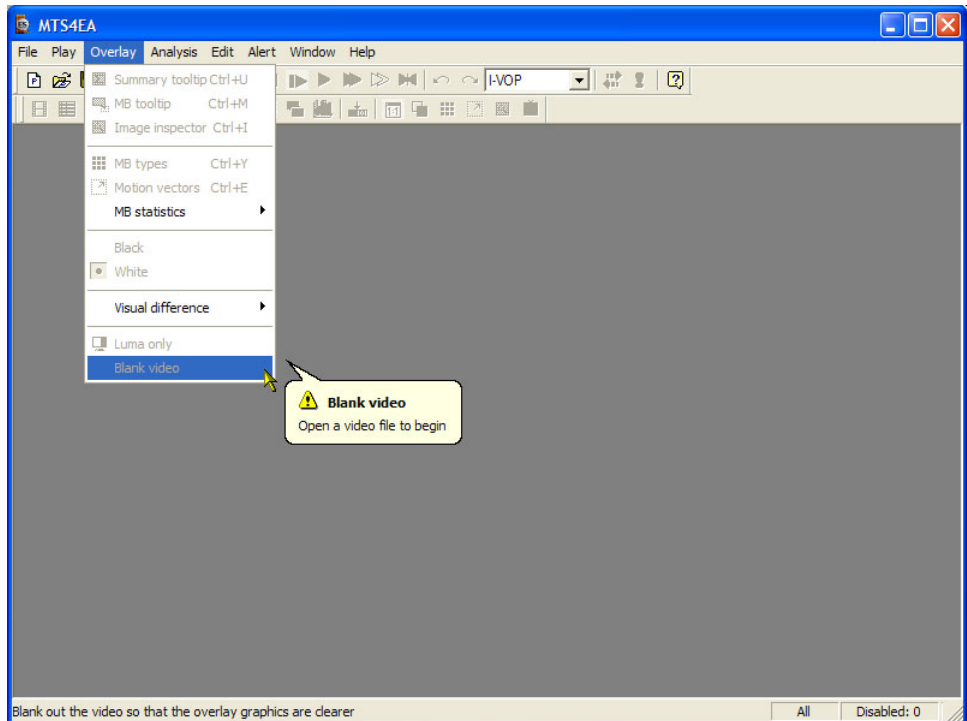 MTS4EA
File Play Overlay Analysis Edit Alert Window Help
I-VOP
Summary tooltip Ctrl+U
MB tooltip Ctrl+M
Image inspector Ctrl+I
MB types Ctrl+Y
Motion vectors Ctrl+E
MB statistics
Black
White
Visual difference
Luma only
Blank video
Blank video
Open a video file to begin
Blank out the video so that the overlay graphics are clearer
All Disabled: 0